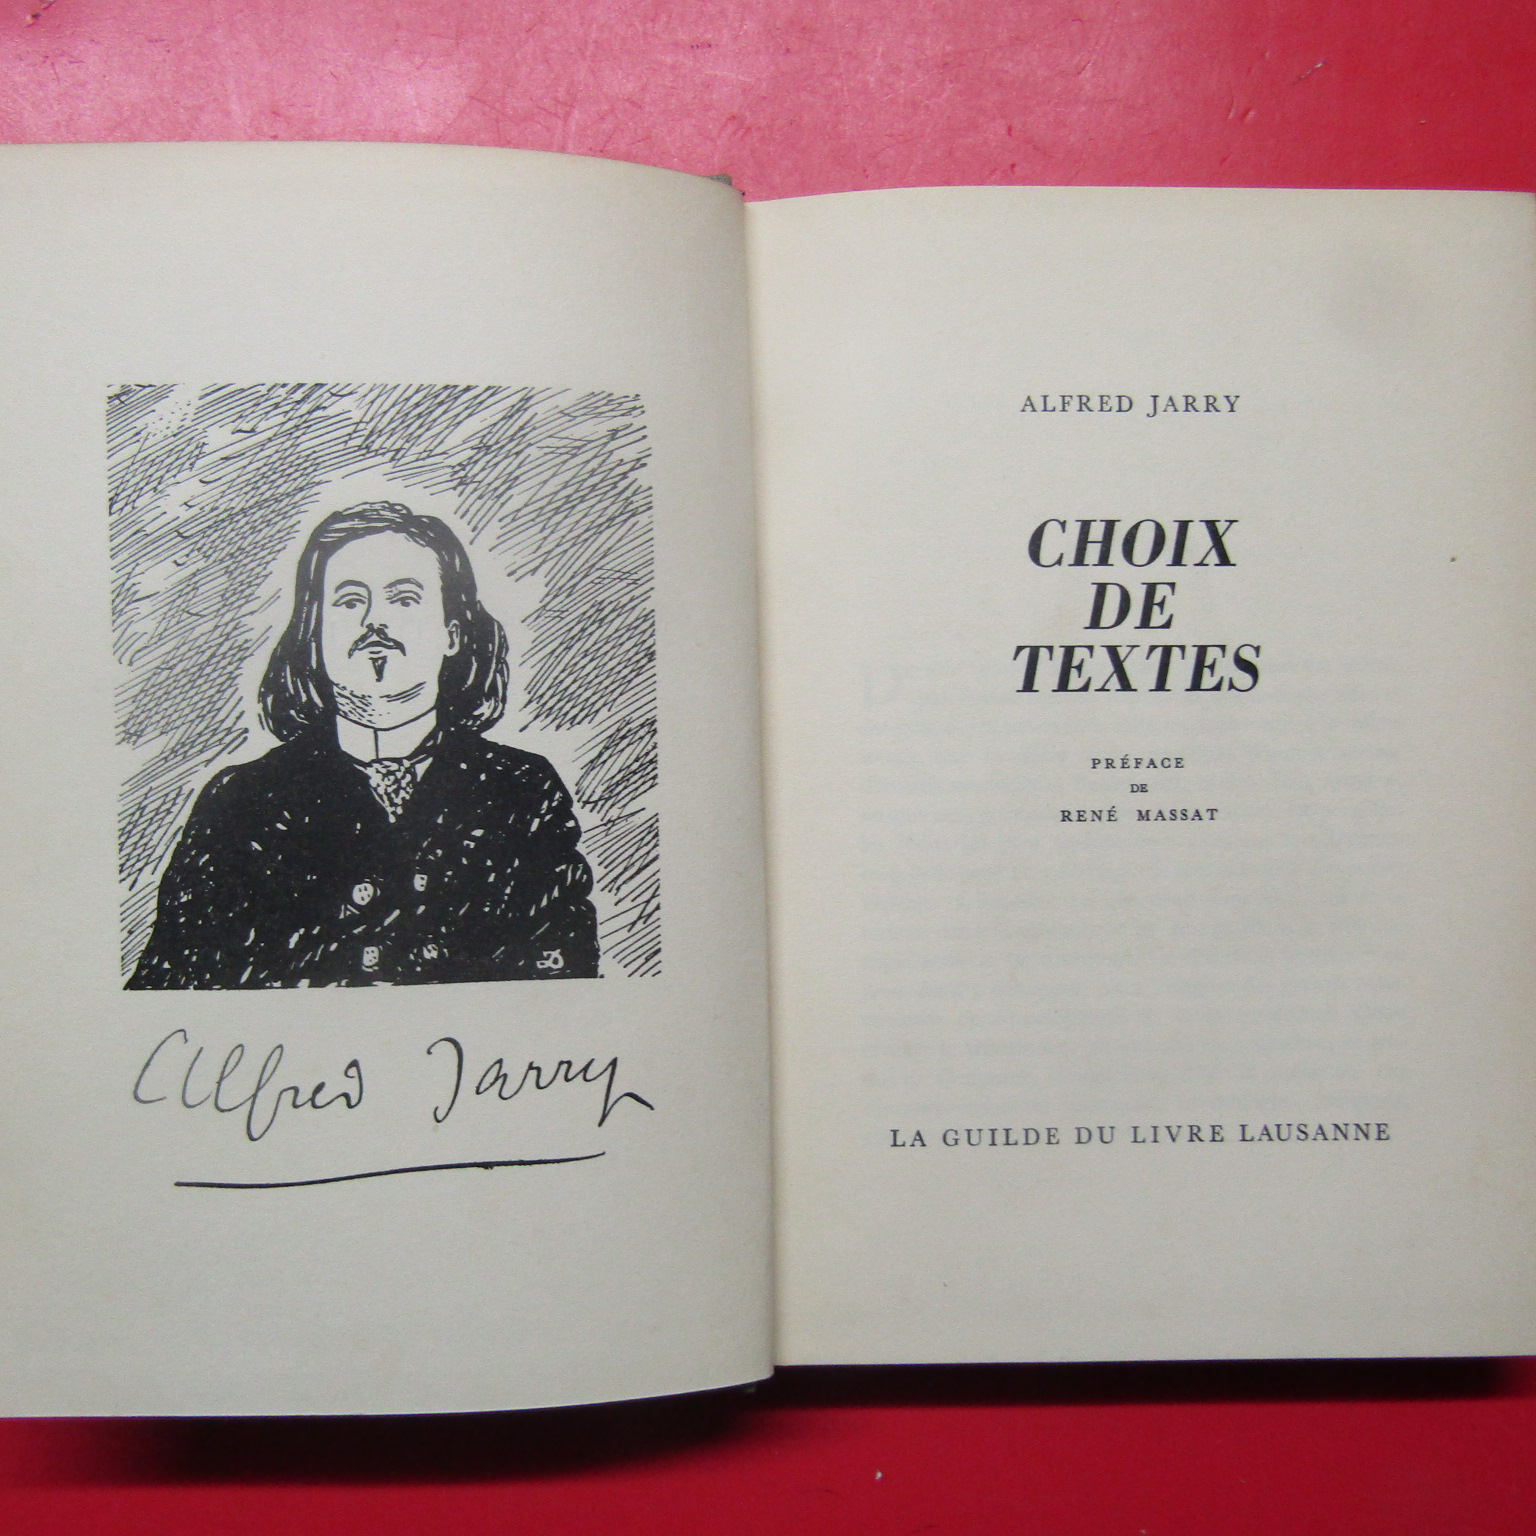 Alfred Jarry
ALFRED JARRY
CHOIX
DE
TEXTES
PRÉFACE
DE
RENÉ MASSAT
LA GUILDE DU LIVRE LAUSANNE